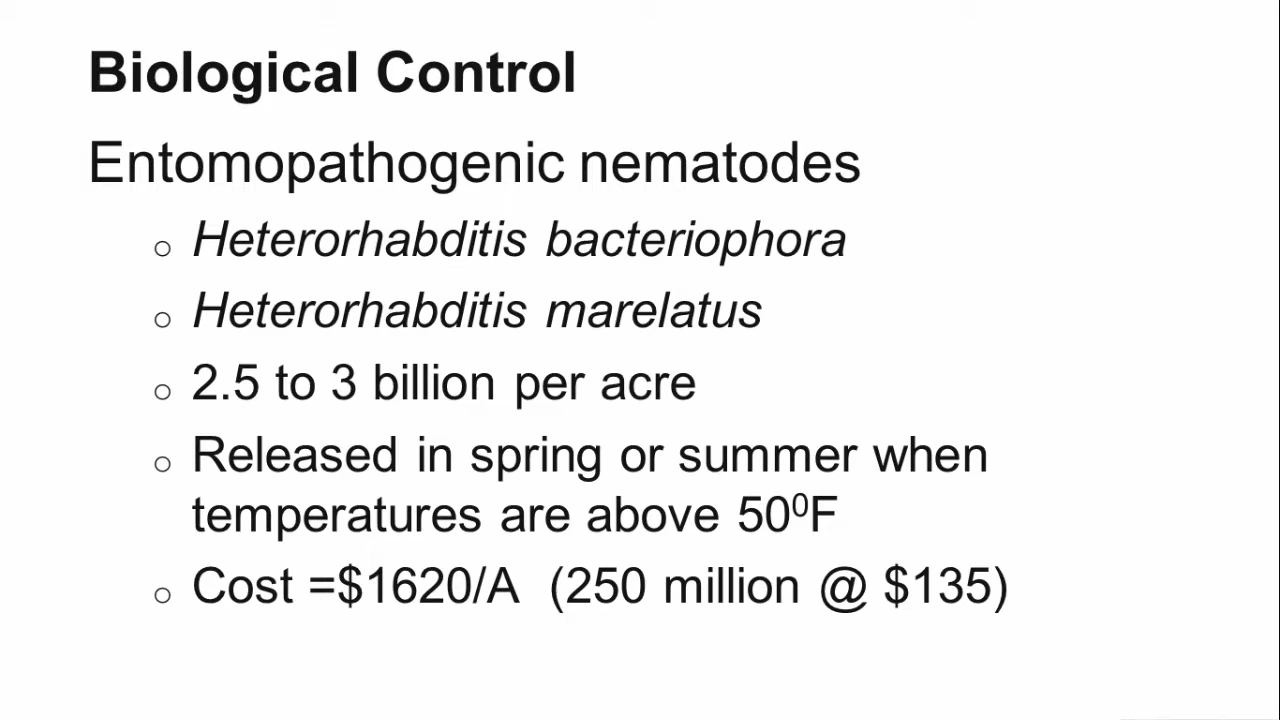 Biological Control
Entomopathogenic nematodes
o Heterorhabditis bacteriophora
o Heterorhabditis marelatus
o 2.5 to 3 billion per acre
o Released in spring or summer when
temperatures are above 50⁰F
o Cost =$1620/A (250 million @ $135)